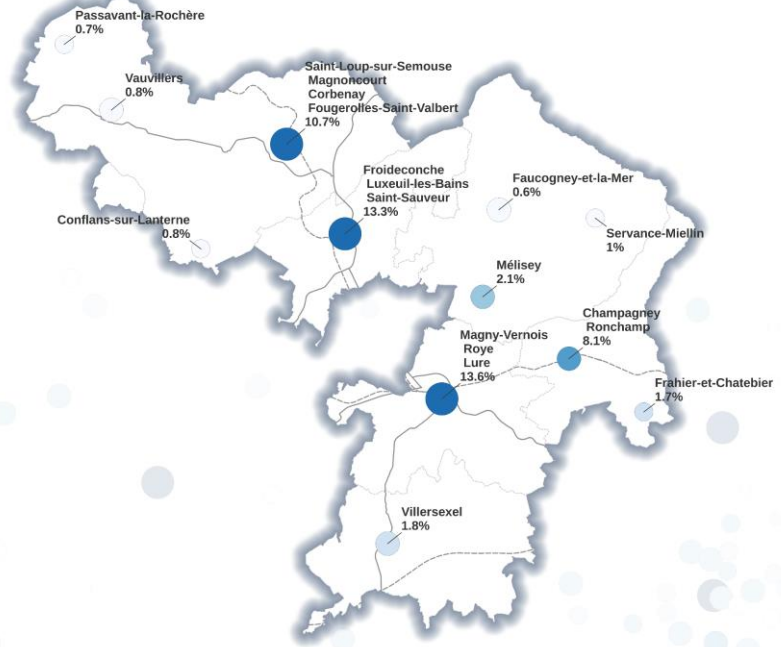 Passavant-la-Rochère
0.7%
Vauvillers
0.8%
Saint-Loup-sur-Semouse
Magnoncourt
Corbenay
Fougerolles-Saint-Valbert
10.7%
Froideconche
Luxeuil-les-Bains
Saint-Sauveur
13.3%
Conflans-sur-Lanterne
0.8%
Faucogney-et-la-Mer
0.6%
Servance-Miellin
1%
Mélisey
2.1%
Champagney
Ronchamp
8.1%
Magny-Vernois
Roye
Lure
13.6%
Frahier-et-Chatebier
1.7%
Villersexel
1.8%